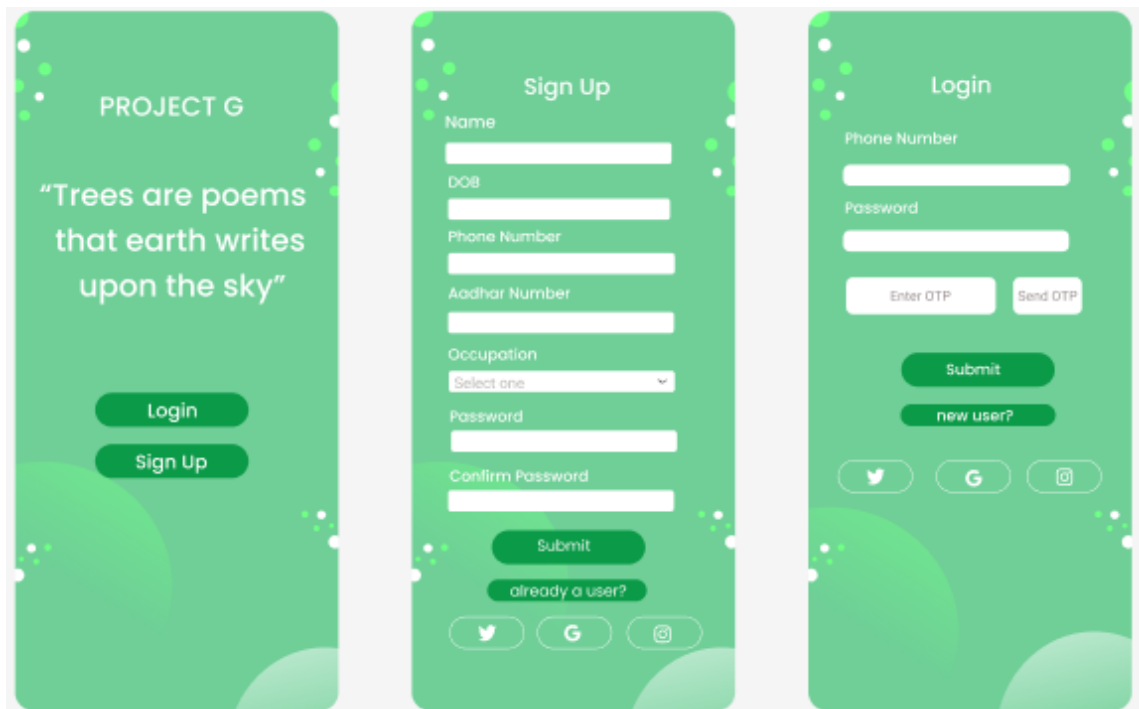 PROJECT G
“Trees are poems
that earth writes
upon the sky”
Login
Sign Up
Sign Up
Name
DOB
Phone Number
Aadhar Number
Occupation
Select one
Password
Confirm Password
Submit
already a user?
G
Login
Phone Number
Password
Enter OTP Send OTP
Submit
new user?
G